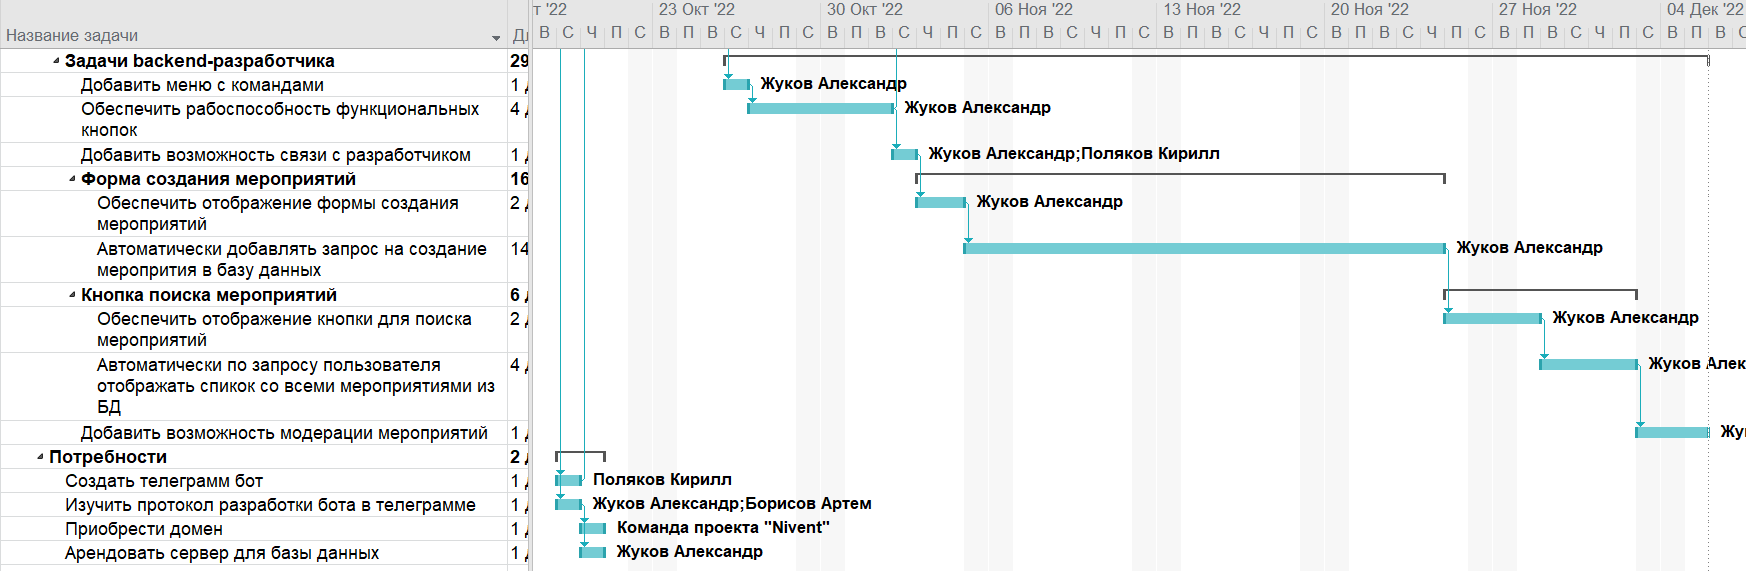 т '22 23 Окт '22 30 Окт '22 06 Ноя '22 13 Ноя '22 20 Ноя '22 27 Ноя '22 04 Дек '22
Название задачи
В С Ч П С В П В С Ч П С В П В С Ч П С В П В С Ч П С В П В С Ч П С В П В С Ч П С В П В С Ч П С В П В С
Задачи backend-разработчика 29
Добавить меню с командами 1 Жуков Александр
Обеспечить рабоспособность функциональных 4 Жуков Александр
кнопок
Добавить возможность связи с разработчиком 1 Жуков Александр;Поляков Кирилл
Форма создания мероприятий 16
Обеспечить отображение формы создания 2 Жуков Александр
мероприятий
Автоматически добавлять запрос на создание 14 Жуков Александр
меропрития в базу данных
Кнопка поиска мероприятий 6
Обеспечить отображение кнопки для поиска 2 Жуков Александр
мероприятий
Автоматически по запросу пользователя 4 Жуков Алек
отображать спикок со всеми мероприятиями из
БД
Добавить возможность модерации мероприятий 1 Жу
Потребности 2
Создать телеграмм бот 1 Поляков Кирилл
Изучить протокол разработки бота в телеграмме 1 Жуков Александр;Борисов Артем
Приобрести домен 1 Команда проекта "Nivent"
Арендовать сервер для базы данных 1 Жуков Александр